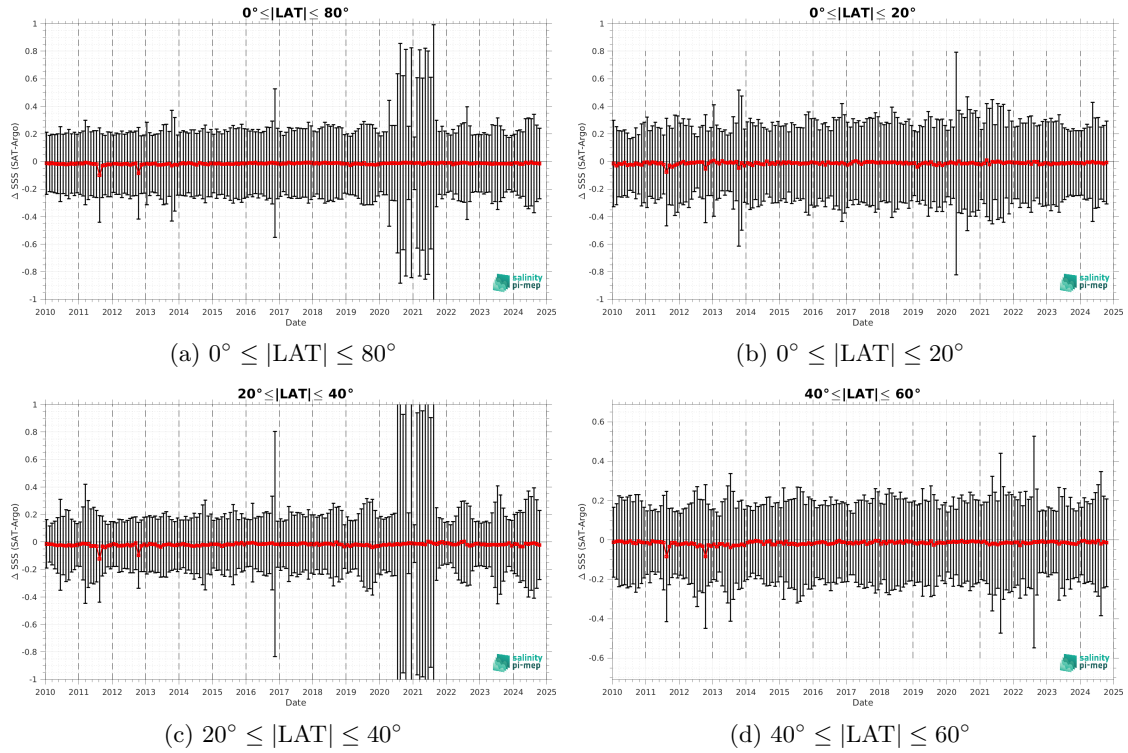 0°≤|LAT|≤ 80°
Δ SSS (SAT-Argo)
1
0.8
0.6
0.4
0.2
0
-0.2
-0.4
-0.6
-0.8
-1
2010 2011 2012 2013 2014 2015 2016 2017 2018 2019 2020 2021 2022 2023 2024 2025
Date
salinity
pi-mep
(a) 0° ≤ |LAT| ≤ 80°
0°≤|LAT|≤ 20°
Δ SSS (SAT-Argo)
1
0.8
0.6
0.4
0.2
0
-0.2
-0.4
-0.6
-0.8
-1
2010 2011 2012 2013 2014 2015 2016 2017 2018 2019 2020 2021 2022 2023 2024 2025
Date
salinity
pi-mep
(b) 0° ≤ |LAT| ≤ 20°
20°≤|LAT|≤ 40°
Δ SSS (SAT-Argo)
1
0.8
0.6
0.4
0.2
0
-0.2
-0.4
-0.6
-0.8
-1
2010 2011 2012 2013 2014 2015 2016 2017 2018 2019 2020 2021 2022 2023 2024 2025
Date
salinity
pi-mep
(c) 20° ≤ |LAT| ≤ 40°
40°≤|LAT|≤ 60°
Δ SSS (SAT-Argo)
0.6
0.4
0.2
0
-0.2
-0.4
-0.6
2010 2011 2012 2013 2014 2015 2016 2017 2018 2019 2020 2021 2022 2023 2024 2025
Date
salinity
pi-mep
(d) 40° ≤ |LAT| ≤ 60°